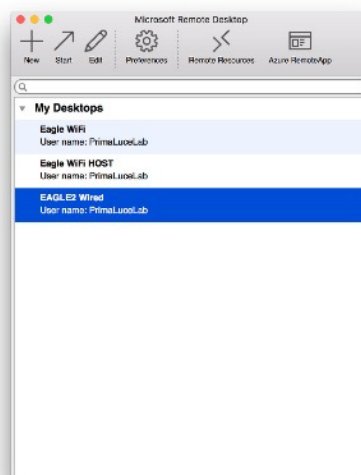 Microsoft Remote Desktop
New Start Edit Preferences Remote Resources Azure RemoteApp
My Desktops
Eagle WiFi
User name: PrimaLuceLab
Eagle WiFi HOST
User name: PrimaLuceLab
EAGLE2 Wired
User name: PrimaLuceLab